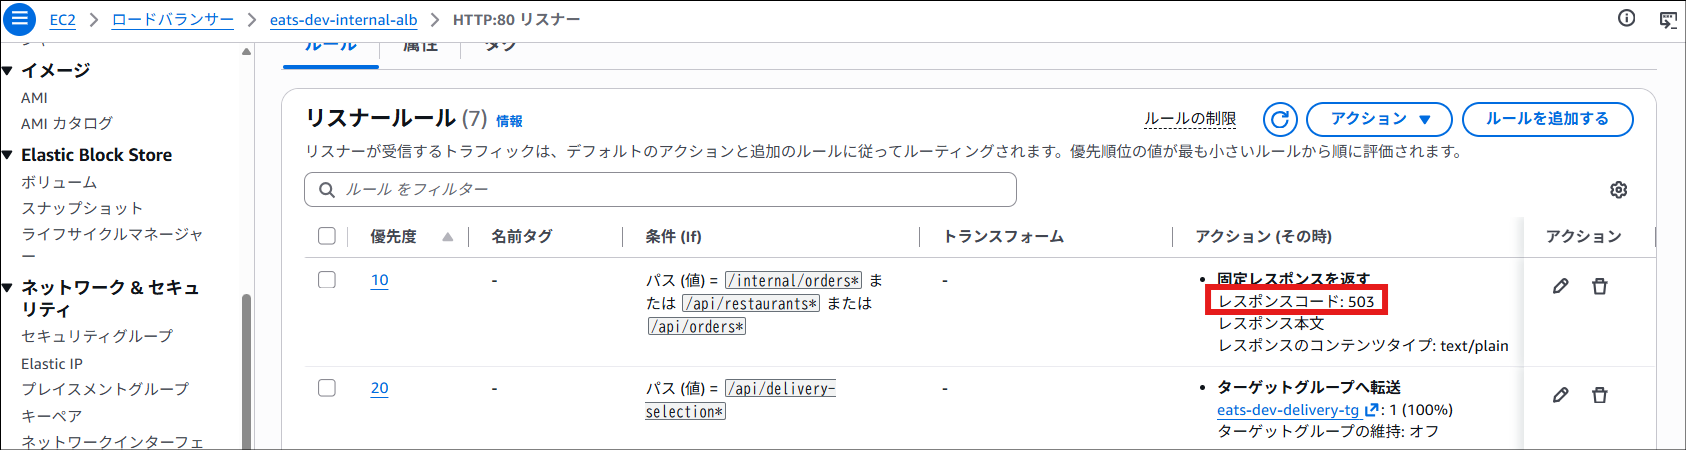 EC2 > ロードバランサー > eats-dev-internal-alb > HTTP:80 リスナー
ルール 属性 タグ
イメージ
AMI
AMI カタログ
Elastic Block Store
ボリューム
スナップショット
ライフサイクルマネージャ
ー
ネットワーク & セキュ
リティ
セキュリティグループ
Elastic IP
プレイスメントグループ
キーペア
ネットワークインターフェ
リスナールール (7) 情報
ルールの制限
アクション
ルールを追加する
リスナーが受信するトラフィックは、デフォルトのアクションと追加のルールに従ってルーティングされます。優先順位の値が最も小さいルールから順に評価されます。
ルール をフィルター
優先度 名前タグ 条件 (If) トランスフォーム アクション (その時) アクション
10 - パス (値) = /internal/orders* ま
たは /api/restaurants* または
/api/orders*
-
• 固定レスポンスを返す
レスポンスコード: 503
レスポンス本文
レスポンスのコンテンツタイプ: text/plain
20 - パス (値) = /api/delivery-
selection*
-
• ターゲットグループへ転送
eats-dev-delivery-tg : 1 (100%)
ターゲットグループの維持: オフ